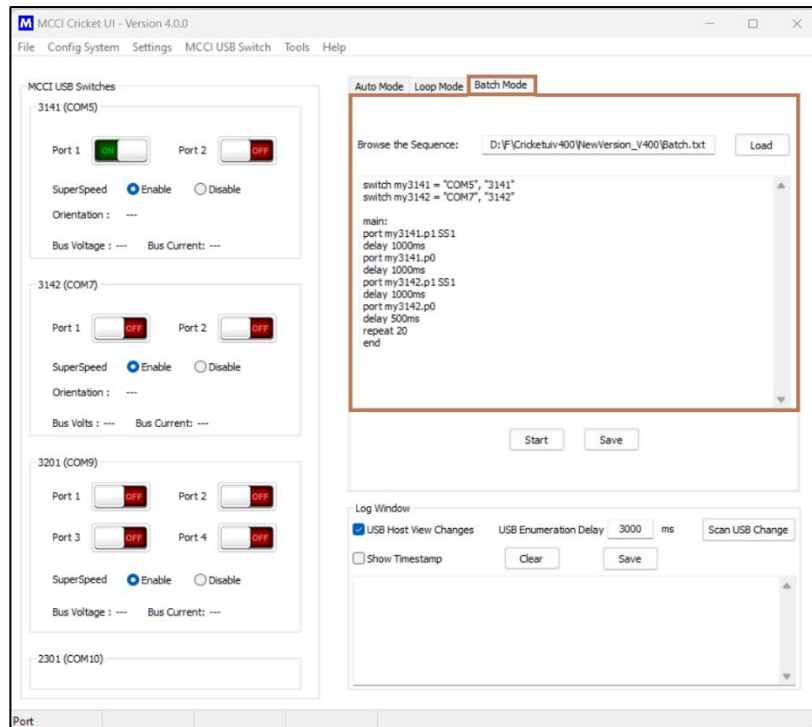 M MCCI Cricket UI - Version 4.0.0
File Config System Settings MCCI USB Switch Tools Help
MCCI USB Switches
3141 (COM5)
Port 1 ON Port 2 OFF
SuperSpeed Enable Disable
Orientation : ---
Bus Voltage : --- Bus Current: ---
3142 (COM7)
Port 1 OFF Port 2 OFF
SuperSpeed Enable Disable
Orientation : ---
Bus Volts : --- Bus Current: ---
3201 (COM9)
Port 1 OFF Port 2 OFF
Port 3 OFF Port 4 OFF
SuperSpeed Enable Disable
Bus Voltage : --- Bus Current: ---
2301 (COM10)
Auto Mode Loop Mode Batch Mode
Browse the Sequence: D:\F\Cricketuiv400\NewVersion_V400\Batch.txt Load
switch my3141 = "COM5", "3141"
switch my3142 = "COM7", "3142"
main:
port my3141.p1 SS1
delay 1000ms
port my3141.p0
delay 1000ms
port my3142.p1 SS1
delay 1000ms
port my3142.p0
delay 500ms
repeat 20
end
Start Save
Log Window
USB Host View Changes USB Enumeration Delay 3000 ms Scan USB Change
Show Timestamp Clear Save
Port